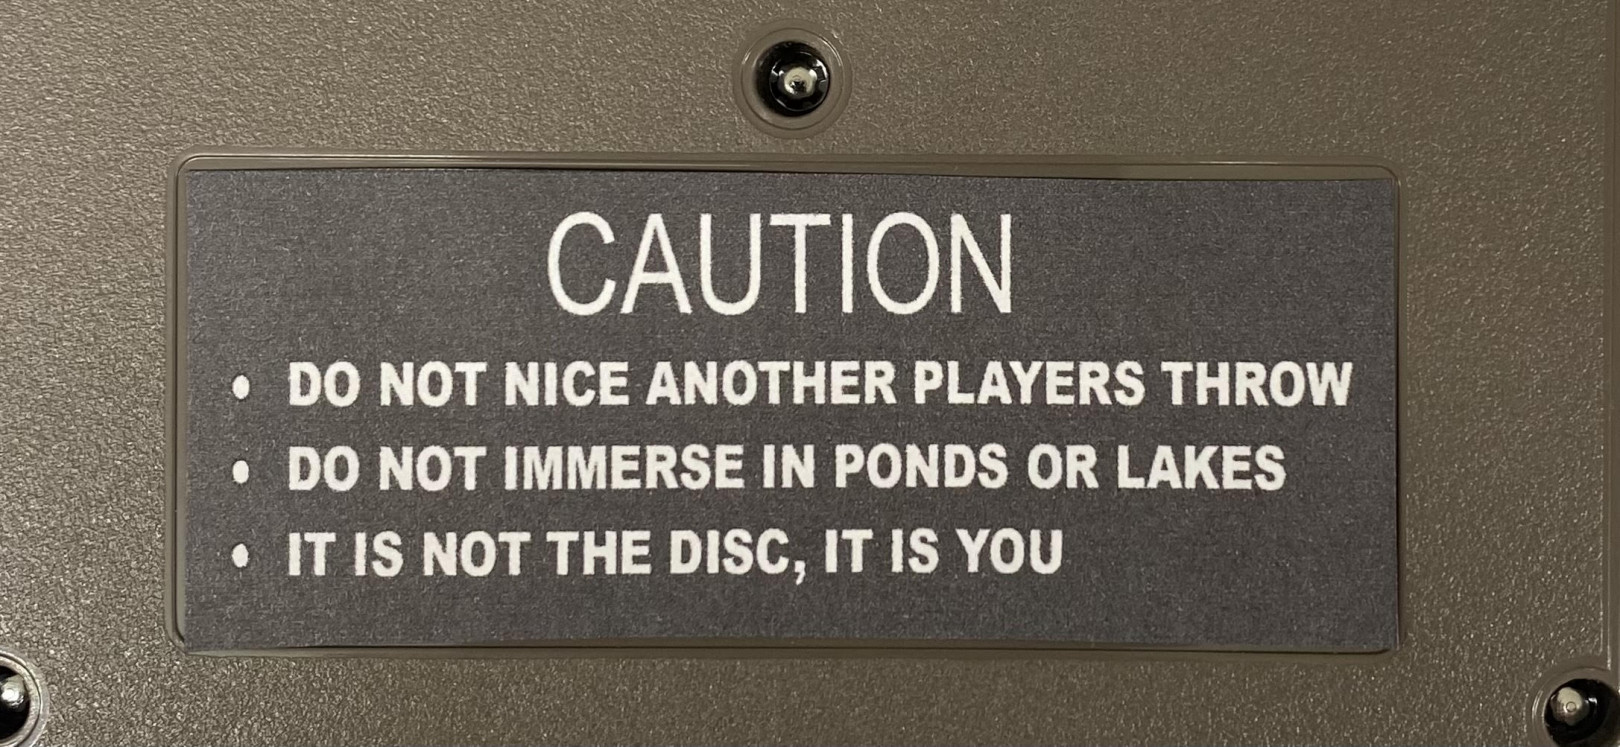 CAUTION
• DO NOT NICE ANOTHER PLAYERS THROW
• DO NOT IMMERSE IN PONDS OR LAKES
• IT IS NOT THE DISC, IT IS YOU